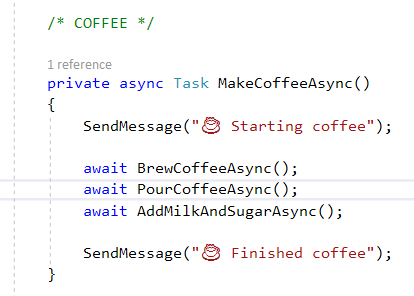 /* COFFEE */
1 reference
private async Task MakeCoffeeAsync()
{
SendMessage("☕ Starting coffee");
await BrewCoffeeAsync();
await PourCoffeeAsync();
await AddMilkAndSugarAsync();
SendMessage("☕ Finished coffee");
}